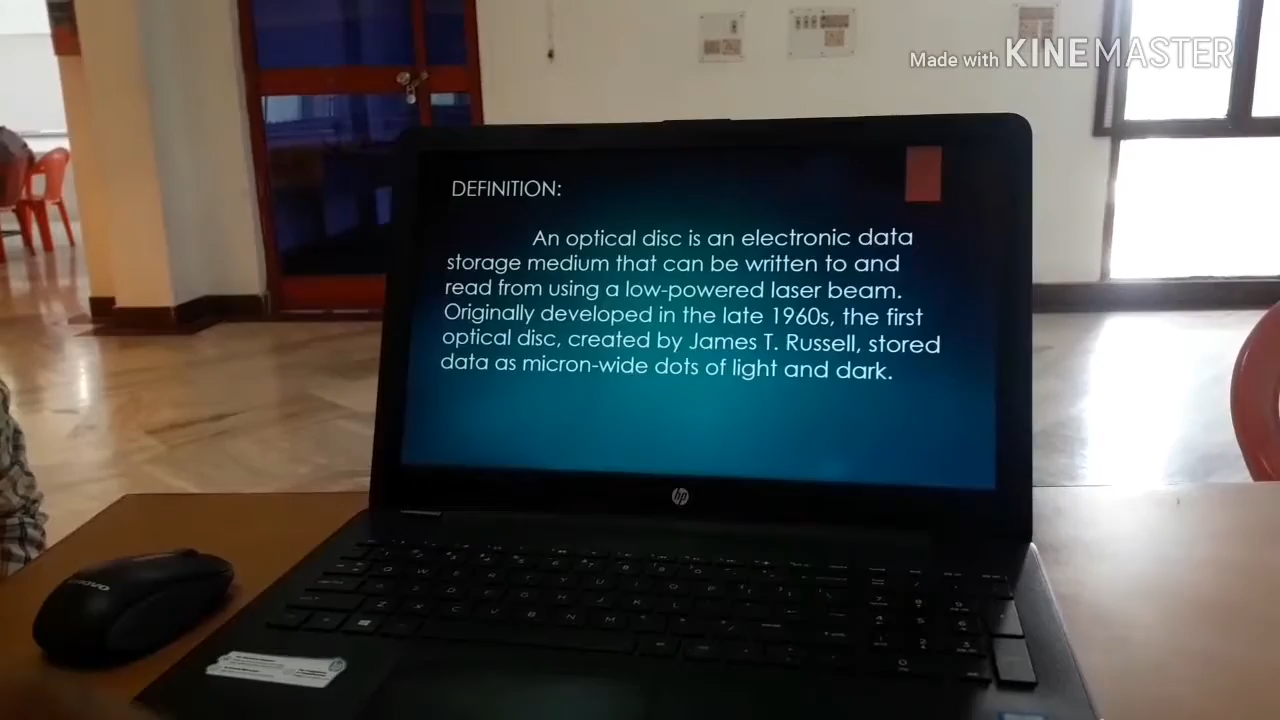 Made with KINEMASTER
DEFINITION:
An optical disc is an electronic data
storage medium that can be written to and
read from using a low-powered laser beam.
Originally developed in the late 1960s, the first
optical disc, created by James T. Russell, stored
data as micron-wide dots of light and dark.
hp
lenovo